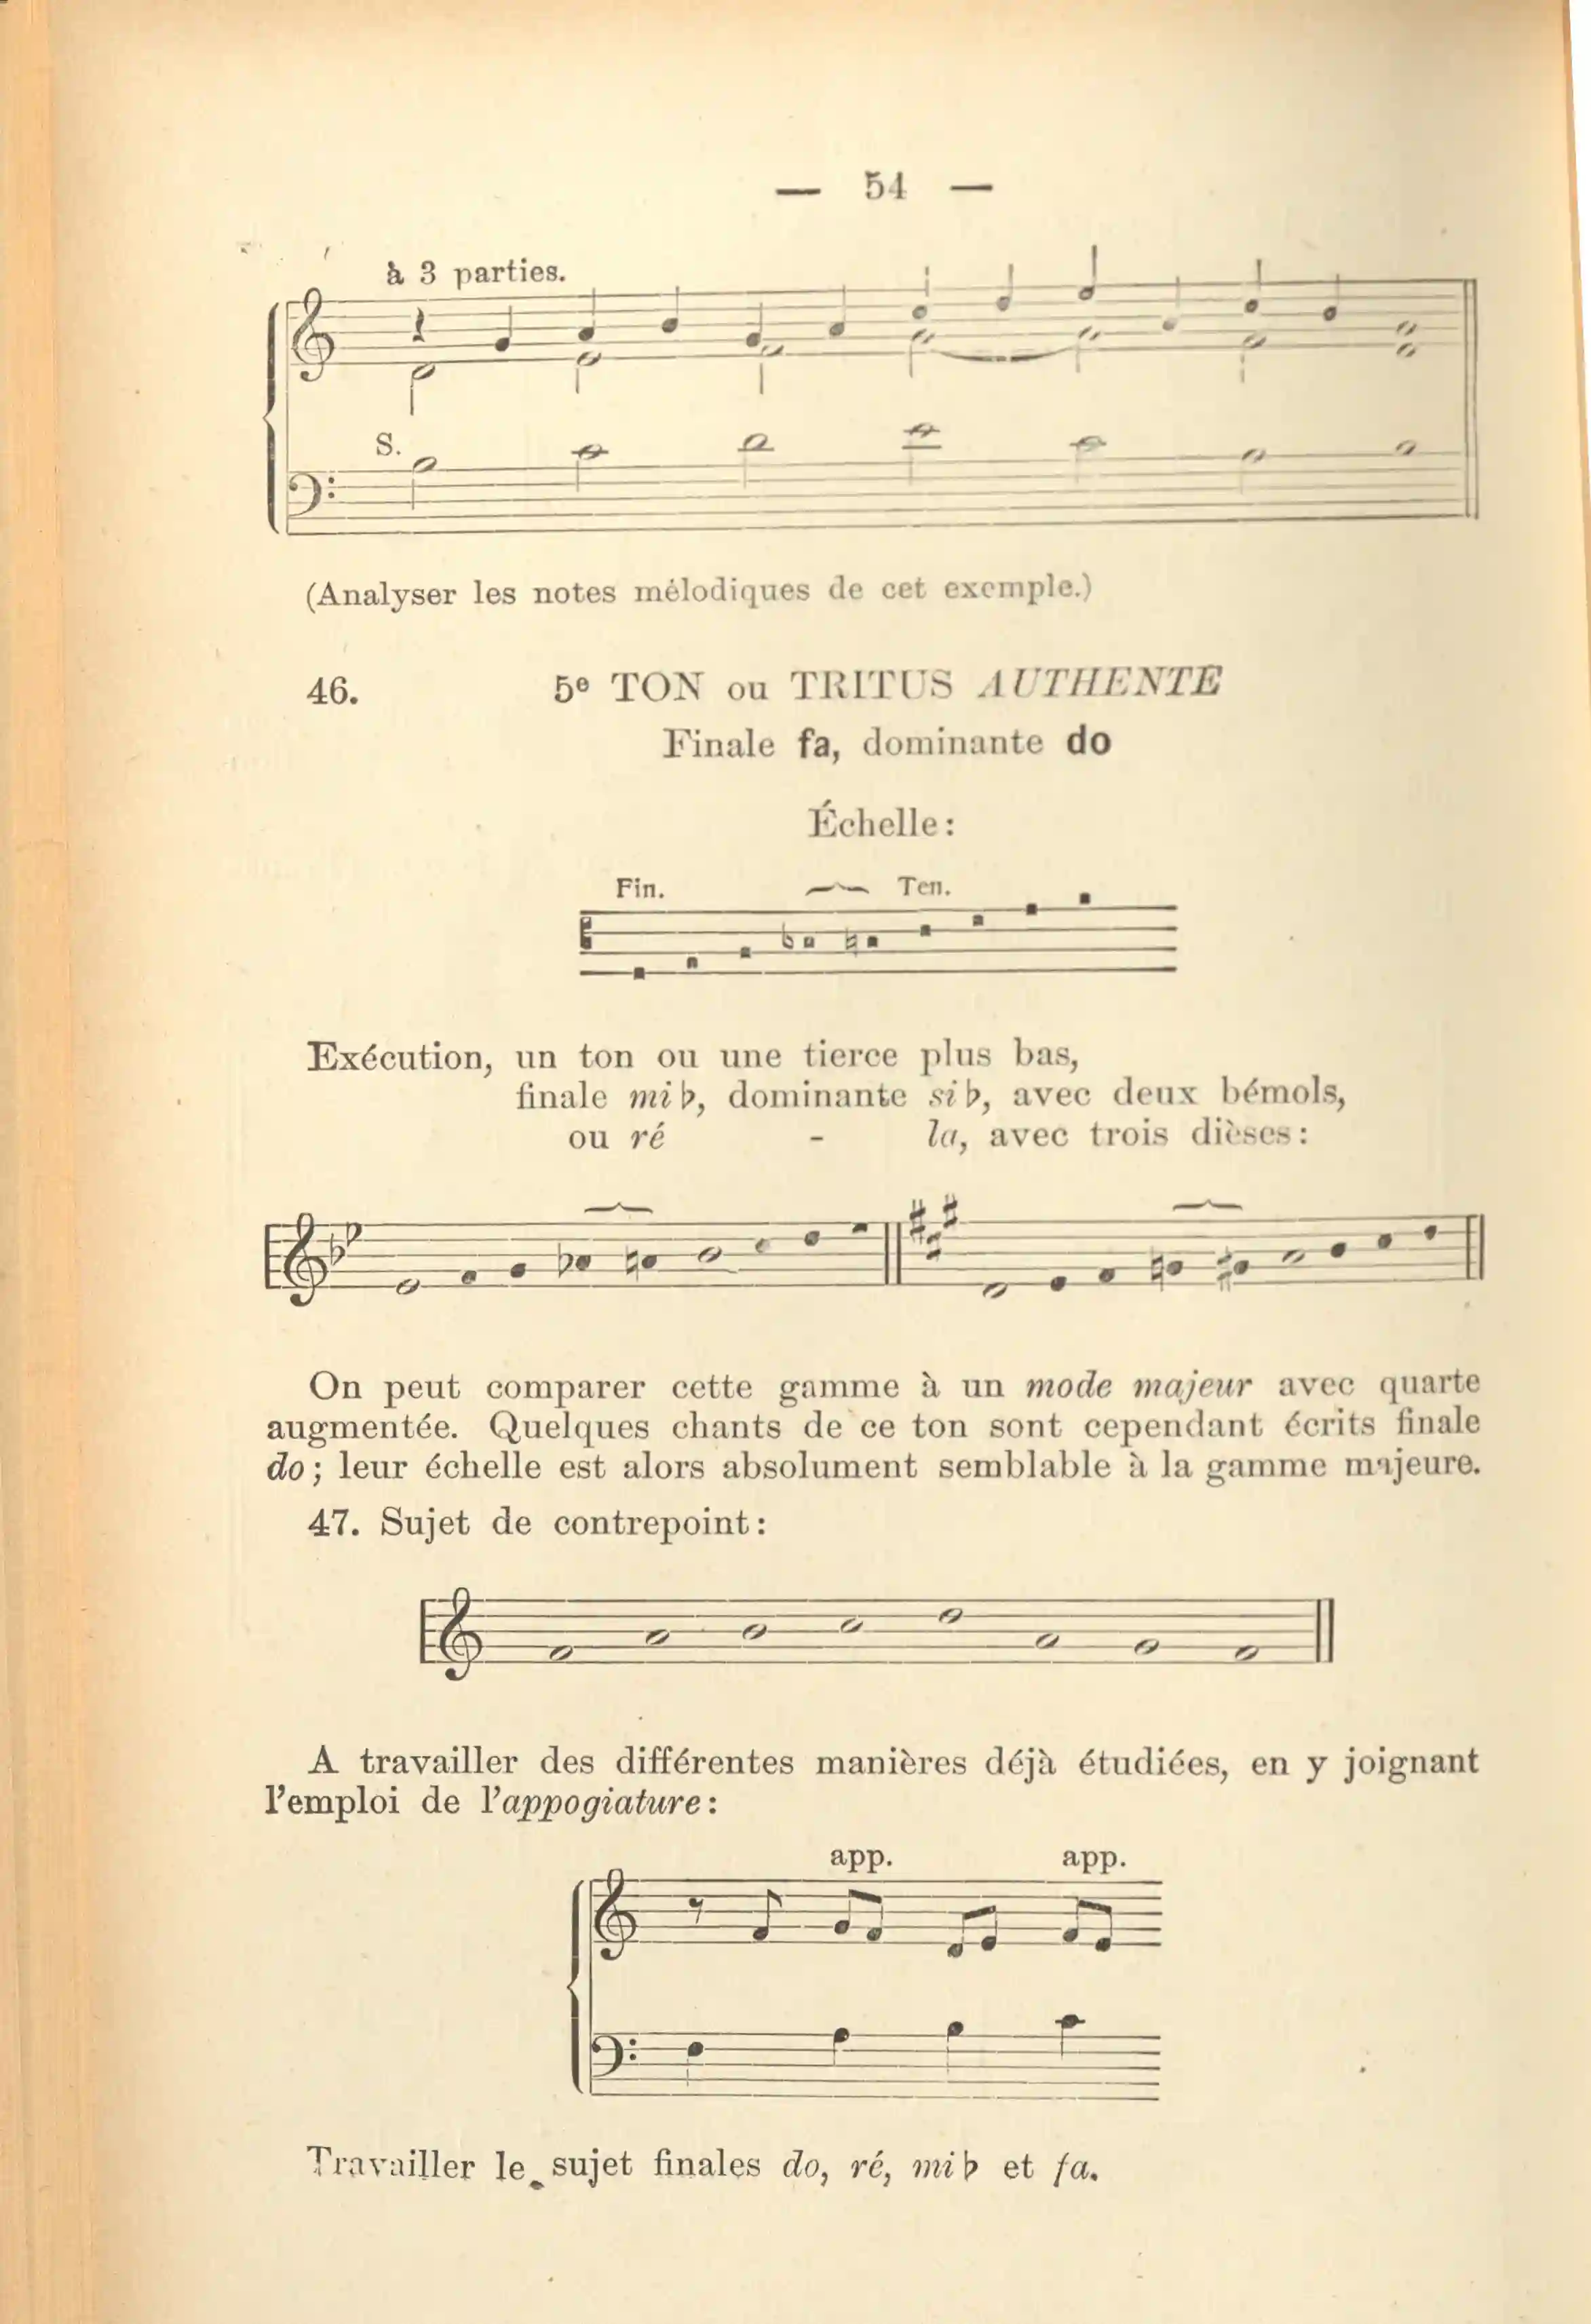 — 54 —
à 3 parties.
S.
(Analyser les notes mélodiques de cet exemple.)
46. 5e TON ou TRITUS AUTHENTE
Finale fa, dominante do
Échelle :
Fin. Ten.
Exécution, un ton ou une tierce plus bas,
finale mi♭, dominante si♭, avec deux bémols,
ou ré - la, avec trois dièses :
On peut comparer cette gamme à un mode majeur avec quarte
augmentée. Quelques chants de ce ton sont cependant écrits finale
do ; leur échelle est alors absolument semblable à la gamme majeure.
47. Sujet de contrepoint :
A travailler des différentes manières déjà étudiées, en y joignant
l'emploi de l'appogiature :
app. app.
Travailler le sujet finales do, ré, mi♭ et fa.